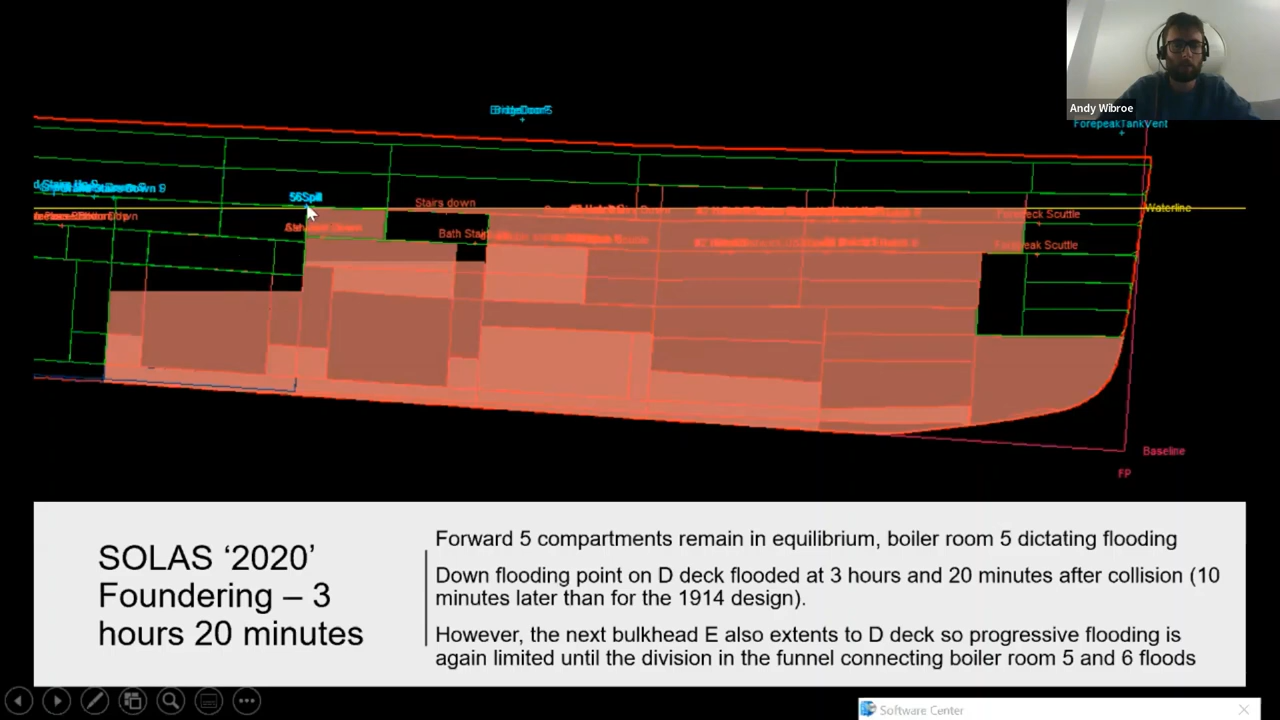 Andy Wibroe
ForepeakTankVent
56Spill
Stairs down
Waterline
Forepeak Scuttle
Bath Stai
Baseline
FP
SOLAS ‘2020’
Foundering – 3
hours 20 minutes
Forward 5 compartments remain in equilibrium, boiler room 5 dictating flooding
Down flooding point on D deck flooded at 3 hours and 20 minutes after collision (10
minutes later than for the 1914 design).
However, the next bulkhead E also extents to D deck so progressive flooding is
again limited until the division in the funnel connecting boiler room 5 and 6 floods
Software Center